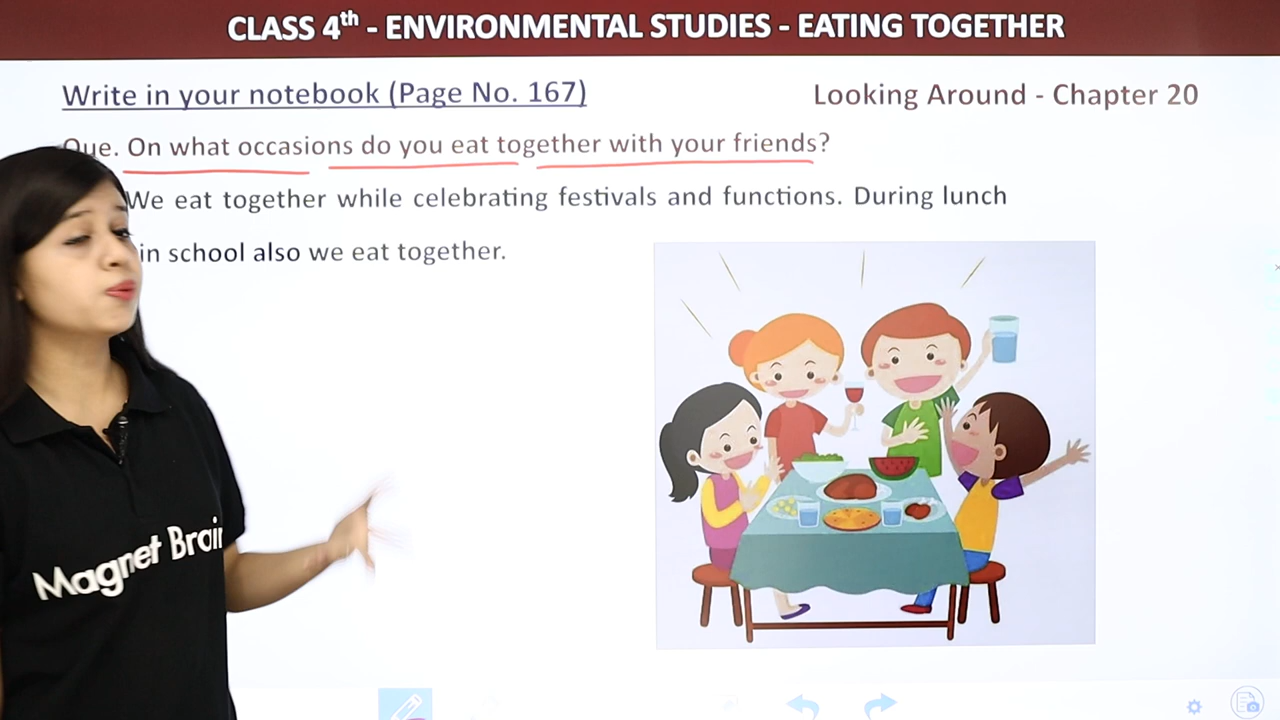 CLASS 4th - ENVIRONMENTAL STUDIES - EATING TOGETHER
Write in your notebook (Page No. 167)
Looking Around - Chapter 20
Que. On what occasions do you eat together with your friends?
We eat together while celebrating festivals and functions. During lunch
in school also we eat together.
Magnet Brain